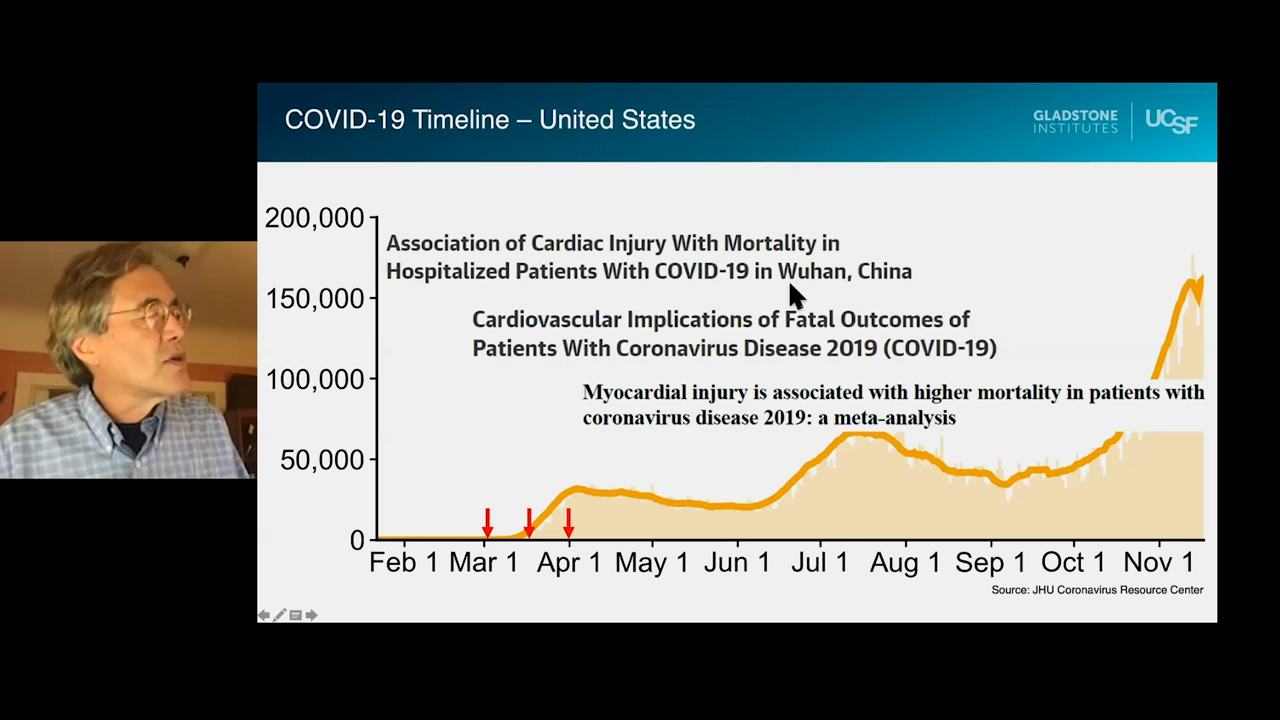 COVID-19 Timeline – United States
GLADSTONE
INSTITUTES
UCSF
200,000
150,000
100,000
50,000
0
Association of Cardiac Injury With Mortality in
Hospitalized Patients With COVID-19 in Wuhan, China
Cardiovascular Implications of Fatal Outcomes of
Patients With Coronavirus Disease 2019 (COVID-19)
Myocardial injury is associated with higher mortality in patients with
coronavirus disease 2019: a meta-analysis
Feb 1 Mar 1 Apr 1 May 1 Jun 1 Jul 1 Aug 1 Sep 1 Oct 1 Nov 1
Source: JHU Coronavirus Resource Center